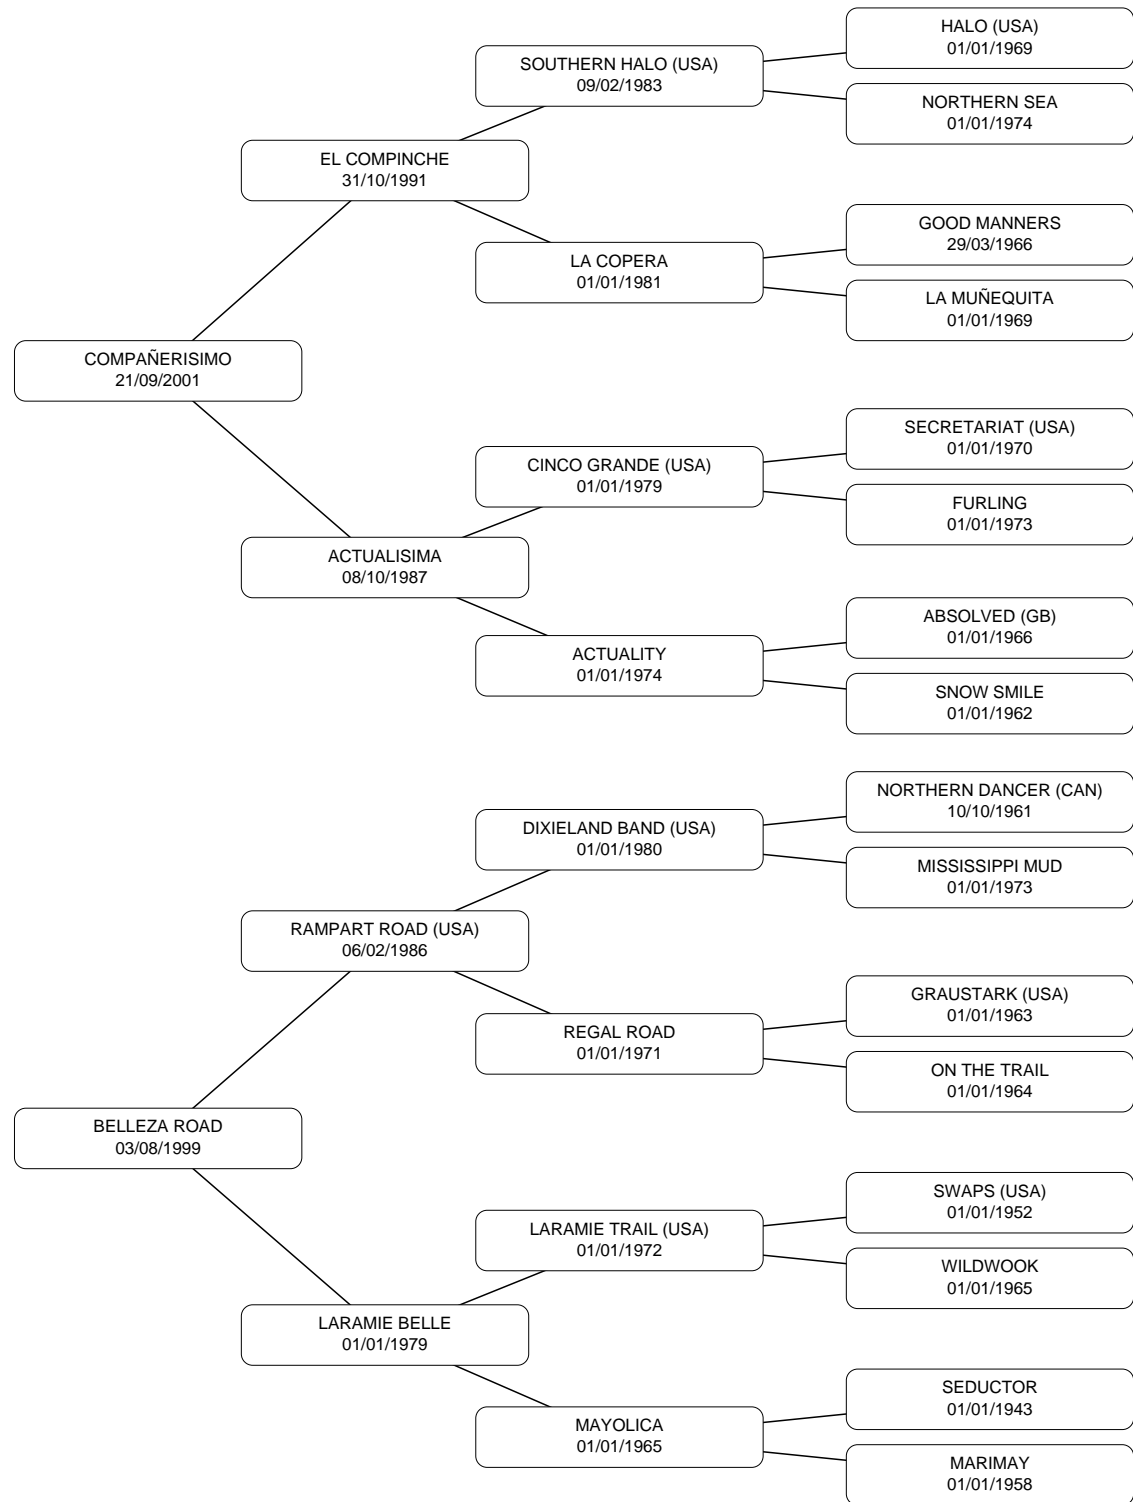 HALO (USA)
01/01/1969
SOUTHERN HALO (USA)
09/02/1983
NORTHERN SEA
01/01/1974
EL COMPINCHE
31/10/1991
GOOD MANNERS
29/03/1966
LA COPERA
01/01/1981
LA MUÑEQUITA
01/01/1969
COMPAÑERISIMO
21/09/2001
SECRETARIAT (USA)
01/01/1970
CINCO GRANDE (USA)
01/01/1979
FURLING
01/01/1973
ACTUALISIMA
08/10/1987
ABSOLVED (GB)
01/01/1966
ACTUALITY
01/01/1974
SNOW SMILE
01/01/1962
NORTHERN DANCER (CAN)
10/10/1961
DIXIELAND BAND (USA)
01/01/1980
MISSISSIPPI MUD
01/01/1973
RAMPART ROAD (USA)
06/02/1986
GRAUSTARK (USA)
01/01/1963
REGAL ROAD
01/01/1971
ON THE TRAIL
01/01/1964
BELLEZA ROAD
03/08/1999
SWAPS (USA)
01/01/1952
LARAMIE TRAIL (USA)
01/01/1972
WILDWOOK
01/01/1965
LARAMIE BELLE
01/01/1979
SEDUCTOR
01/01/1943
MAYOLICA
01/01/1965
MARIMAY
01/01/1958